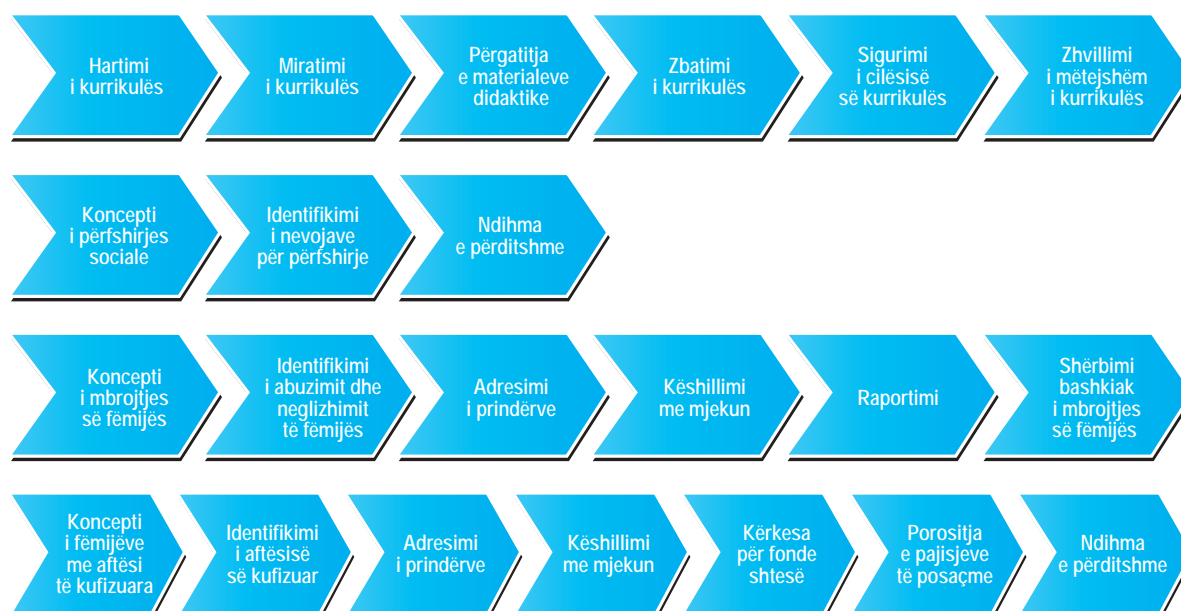 Hartimi
i kurrikulës
Miratimi
i kurrikulës
Përgatitja
e materialeve
didaktike
Zbatimi
i kurrikulës
Sigurimi
i cilësisë
së kurrikulës
Zhvillimi
i mëtejshëm
i kurrikulës
Koncepti
i përfshirjes
sociale
Identifikimi
i nevojave
për përfshirje
Ndihma
e përditshme
Koncepti
i mbrojtjes
së fëmijës
Identifikimi
i abuzimit dhe
neglizhimit
të fëmijës
Adresimi
i prindërve
Këshillimi
me mjekun
Raportimi
Shërbimi
bashkiak
i mbrojtjes
së fëmijës
Koncepti
i fëmijëve
me aftësi
të kufizuara
Identifikimi
i aftësisë
së kufizuar
Adresimi
i prindërve
Këshillimi
me mjekun
Kërkesa
për fonde
shtesë
Porositja
e pajisjeve
të posaçme
Ndihma
e përditshme